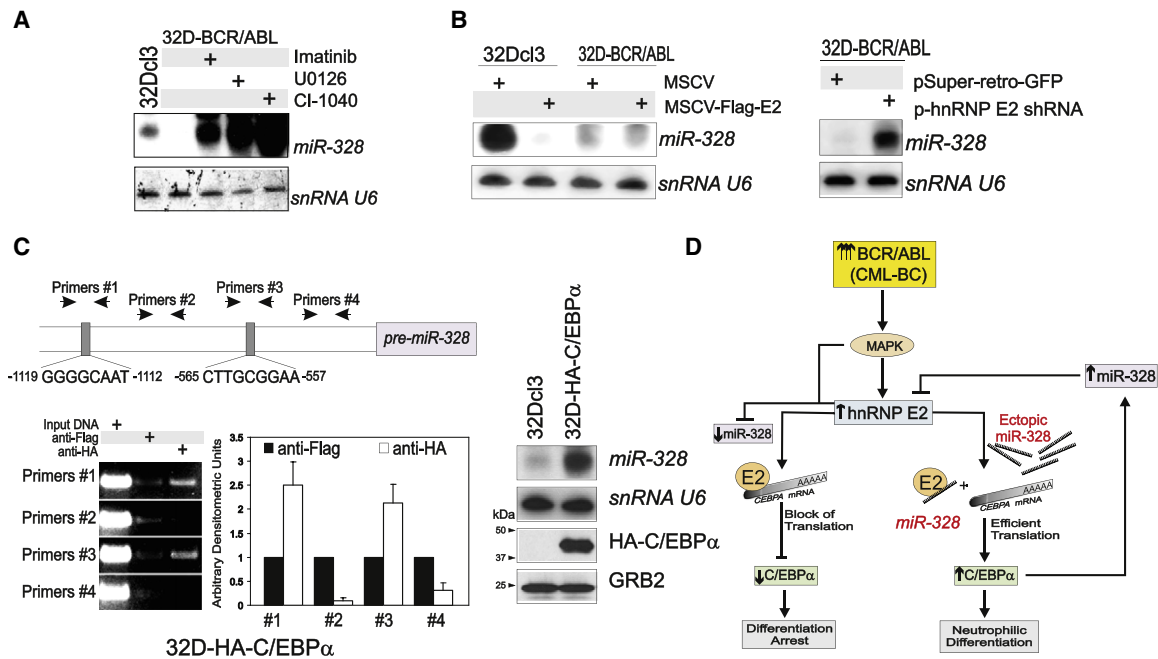 A
32D-BCR/ABL
32Dcl3
+ Imatinib
+ U0126
+ CI-1040
miR-328
snRNA U6
B
32Dcl3 32D-BCR/ABL
+ + MSCV
+ + MSCV-Flag-E2
miR-328
snRNA U6
32D-BCR/ABL
+ pSuper-retro-GFP
+ p-hnRNP E2 shRNA
miR-328
snRNA U6
C
Primers #1
Primers #2
Primers #3
Primers #4
pre-miR-328
-1119 GGGGCAAT -1112
-565 CTTGCGGAA -557
Input DNA +
anti-Flag +
anti-HA +
Primers #1
Primers #2
Primers #3
Primers #4
Arbitrary Densitometric Units
3.5
3
2.5
2
1.5
1
0.5
0
anti-Flag anti-HA
#1 #2 #3 #4
32D-HA-C/EBPα
32Dcl3
32D-HA-C/EBPα
miR-328
snRNA U6
kDa
50
37
HA-C/EBPα
25
GRB2
D
BCR/ABL
(CML-BC)
MAPK
hnRNP E2
miR-328
miR-328
Ectopic
miR-328
E2
AAAAA
CEBPA mRNA
Block of
Translation
C/EBPα
Differentiation
Arrest
E2
+
miR-328
AAAAA
CEBPA mRNA
Efficient
Translation
C/EBPα
Neutrophilic
Differentiation